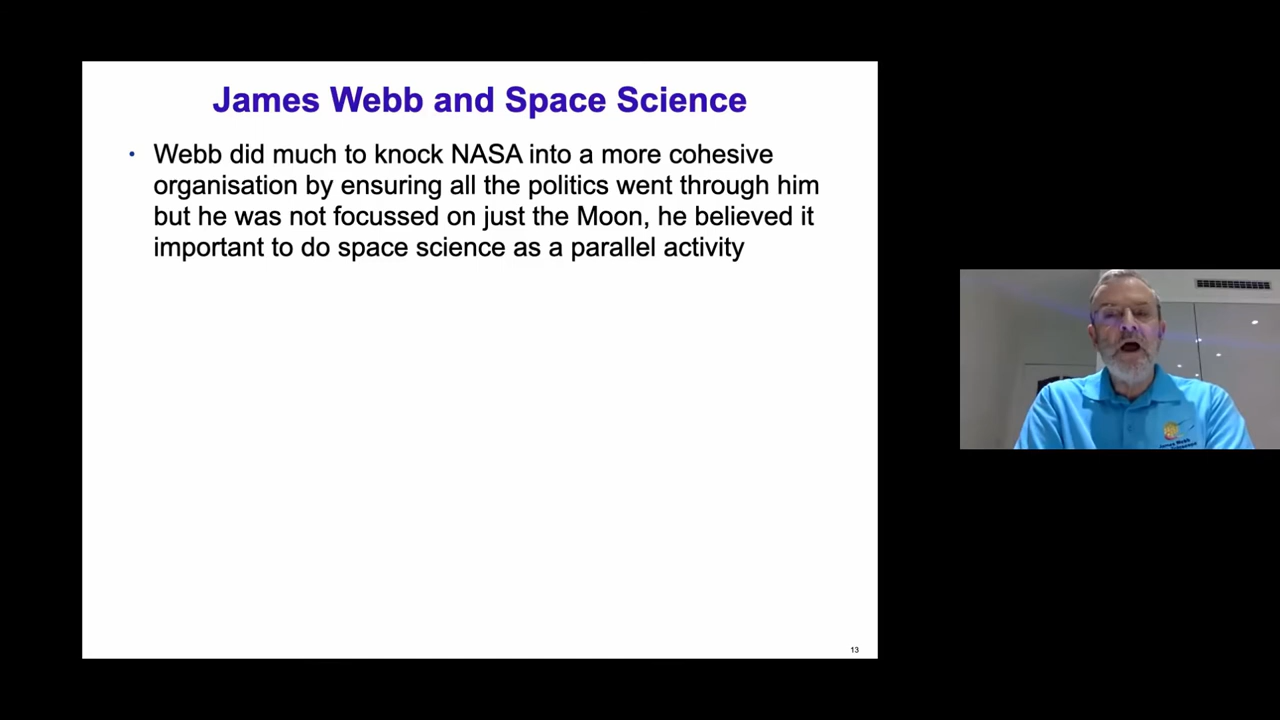 James Webb and Space Science
• Webb did much to knock NASA into a more cohesive
organisation by ensuring all the politics went through him
but he was not focussed on just the Moon, he believed it
important to do space science as a parallel activity
13
James Webb